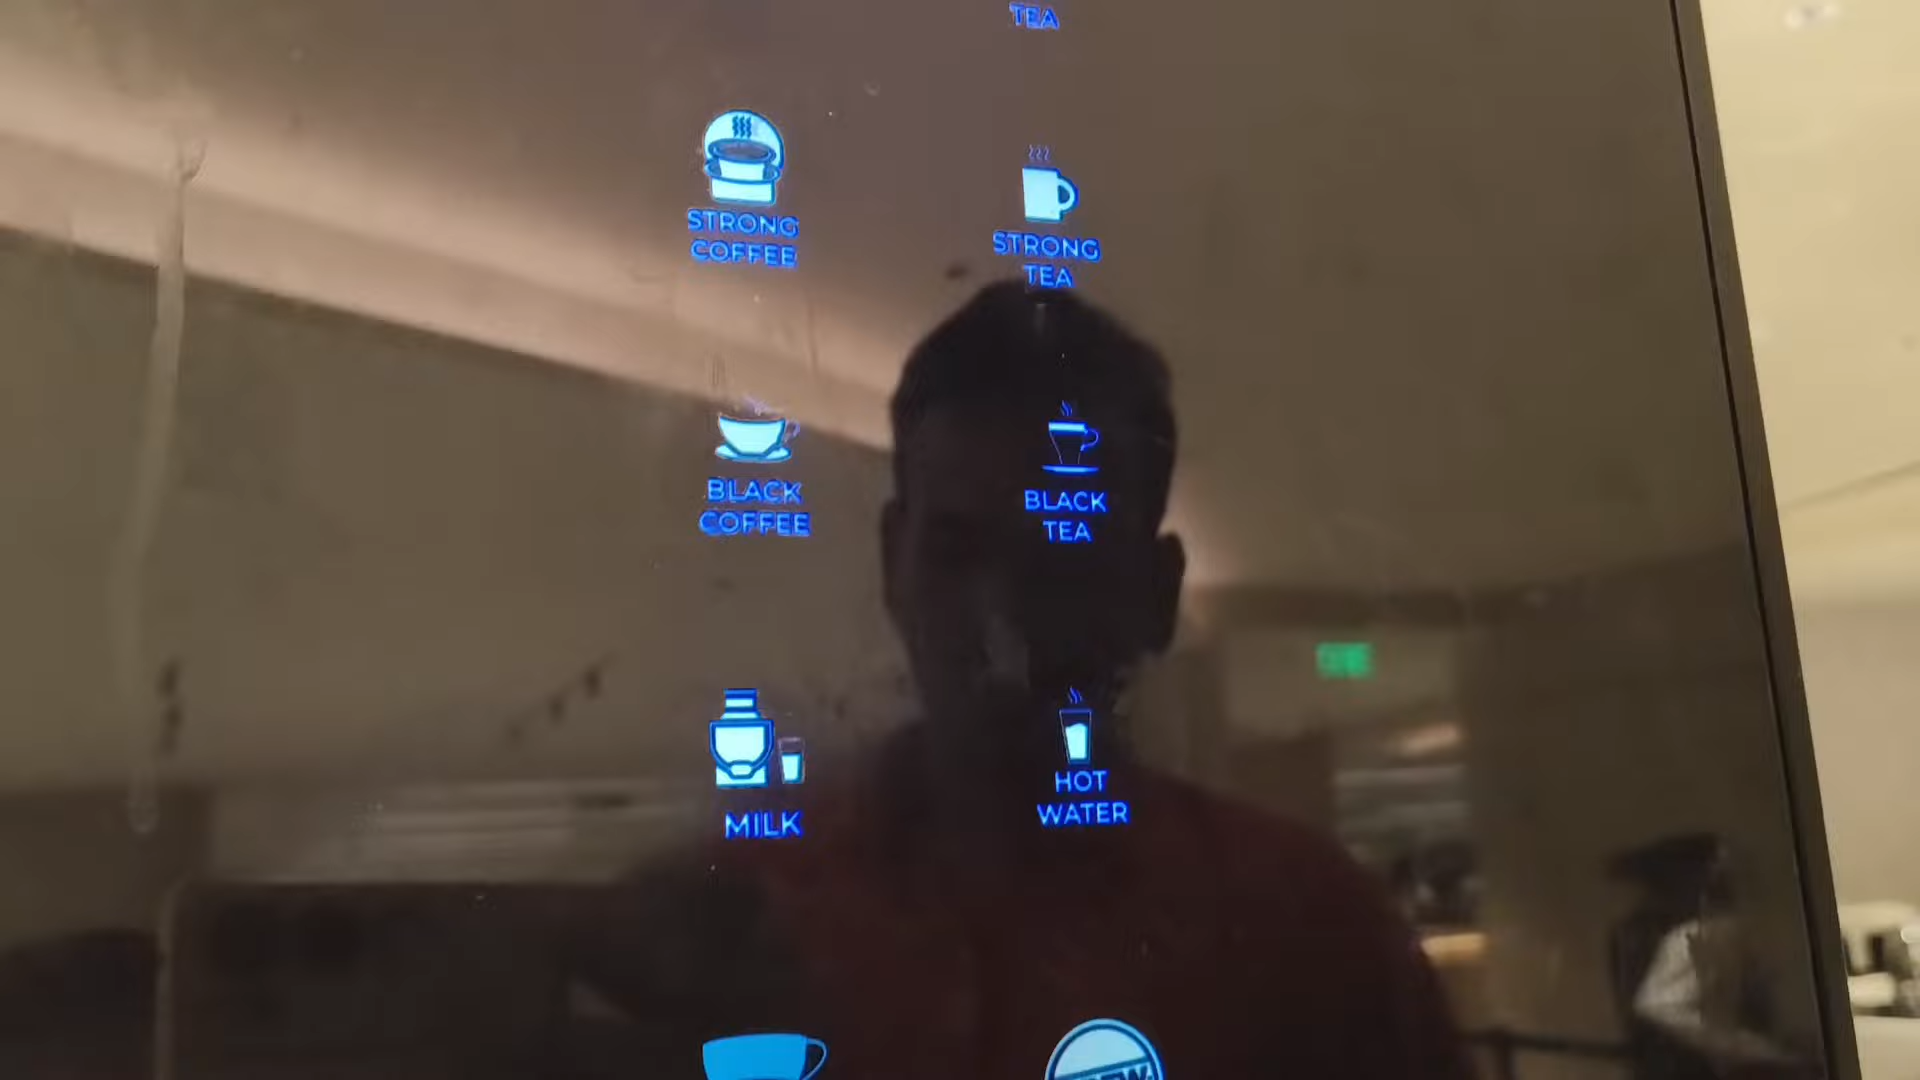 TEA
STRONG
COFFEE
STRONG
TEA
BLACK
COFFEE
BLACK
TEA
MILK
HOT
WATER